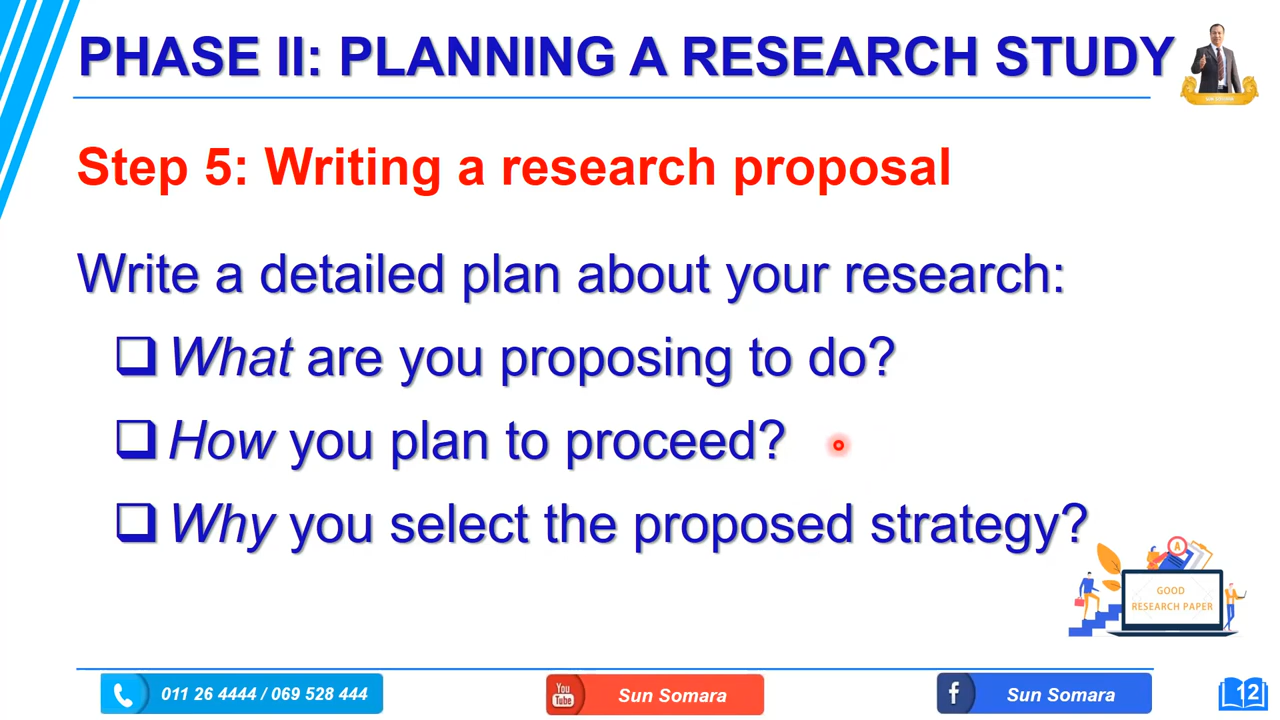 PHASE II: PLANNING A RESEARCH STUDY
SUN SOMARA
Step 5: Writing a research proposal
Write a detailed plan about your research:
What are you proposing to do?
How you plan to proceed?
Why you select the proposed strategy?
A
GOOD
RESEARCH PAPER
011 26 4444 / 069 528 444
You
Tube
Sun Somara
f
Sun Somara
12